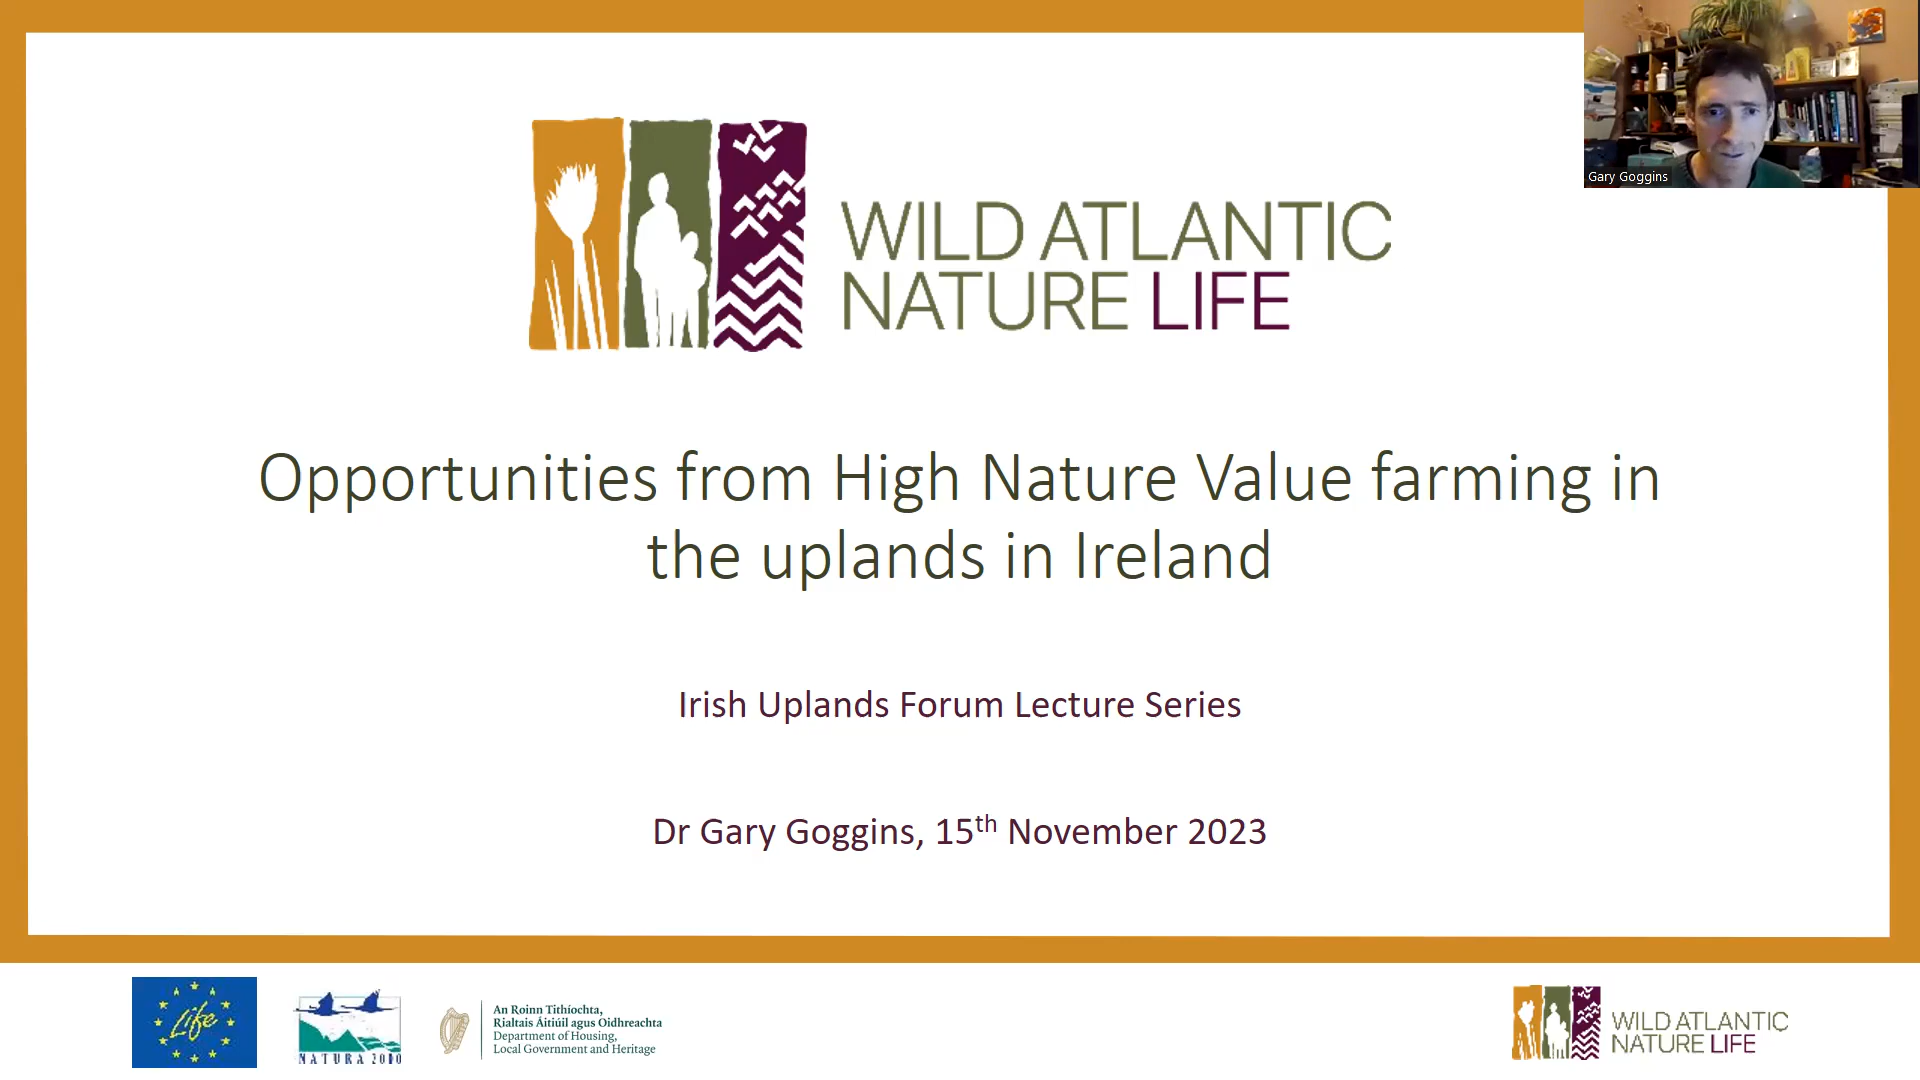 Gary Goggins
WILD ATLANTIC
NATURE LIFE
Opportunities from High Nature Value farming in
the uplands in Ireland
Irish Uplands Forum Lecture Series
Dr Gary Goggins, 15th November 2023
Life
NATURA 2000
An Roinn Tithíochta,
Rialtais Áitiúil agus Oidhreachta
Department of Housing,
Local Government and Heritage
WILD ATLANTIC
NATURE LIFE